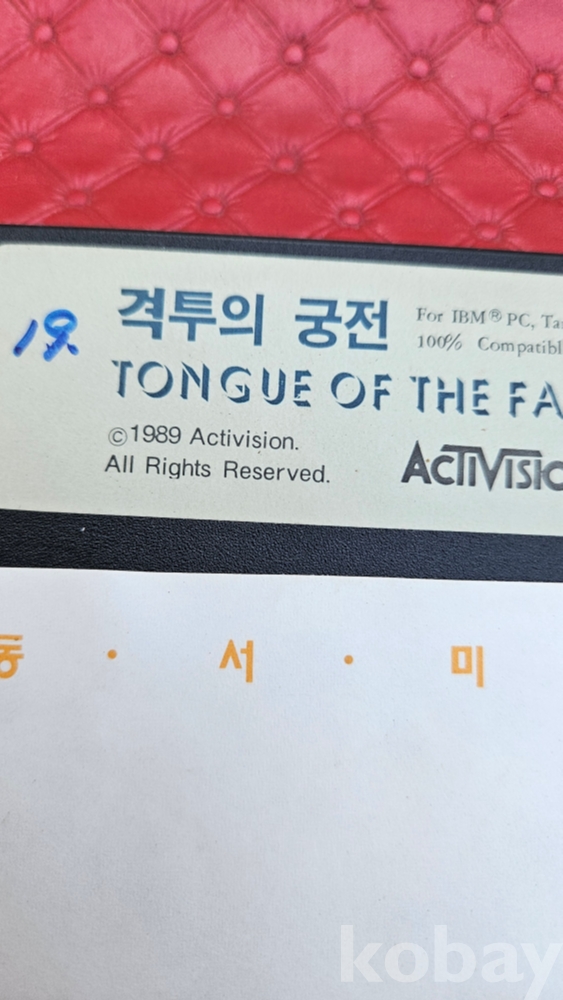 격투의 궁전
For IBM® PC, Ta
100% Compatibl
TONGUE OF THE FA
©1989 Activision.
All Rights Reserved.
ACTIVISIO
동 · 서 · 미
kobay